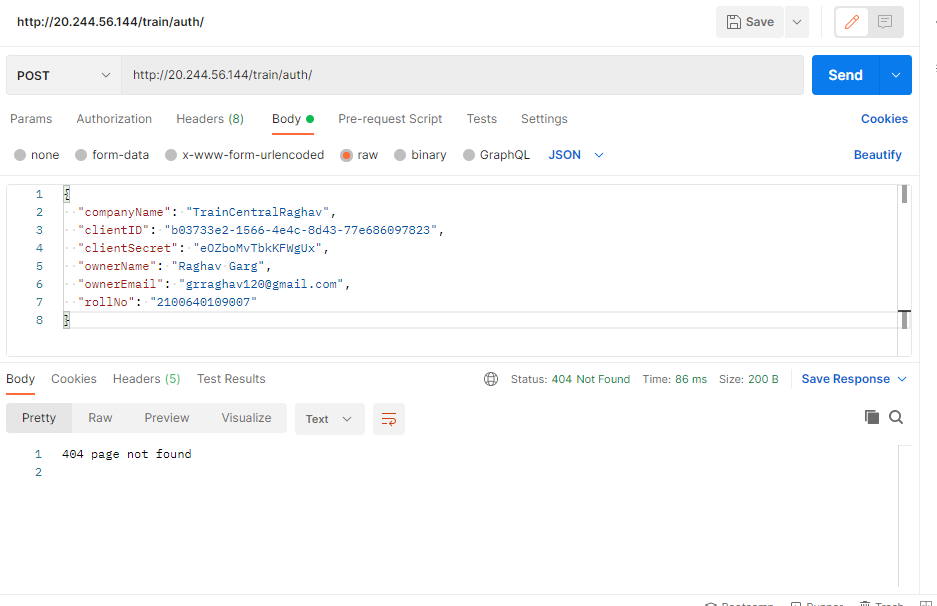 http://20.244.56.144/train/auth/
Save
POST
http://20.244.56.144/train/auth/
Send
Params Authorization Headers (8) Body Pre-request Script Tests Settings Cookies
none form-data x-www-form-urlencoded raw binary GraphQL JSON Beautify
1 {
2 "companyName": "TrainCentralRaghav",
3 "clientID": "b03733e2-1566-4e4c-8d43-77e686097823",
4 "clientSecret": "eOZboMvTbkKFWgUx",
5 "ownerName": "Raghav Garg",
6 "ownerEmail": "grraghav120@gmail.com",
7 "rollNo": "2100640109007"
8 }
Body Cookies Headers (5) Test Results Status: 404 Not Found Time: 86 ms Size: 200 B Save Response
Pretty Raw Preview Visualize Text
1 404 page not found
2
Bootcamp Runner Trash